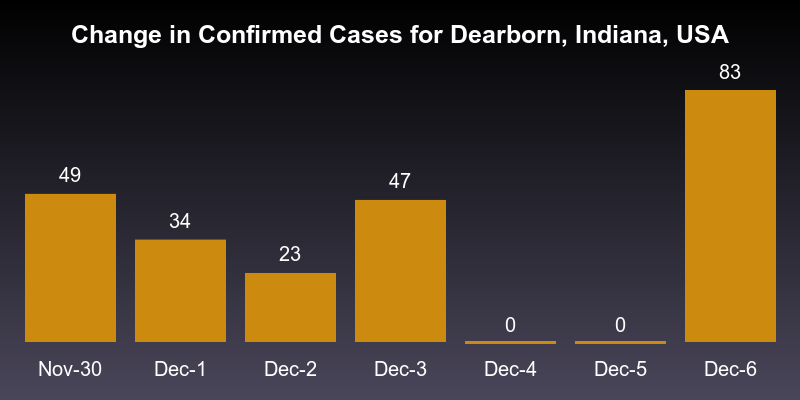 Change in Confirmed Cases for Dearborn, Indiana, USA
83
49
47
34
23
0
0
Nov-30
Dec-1
Dec-2
Dec-3
Dec-4
Dec-5
Dec-6